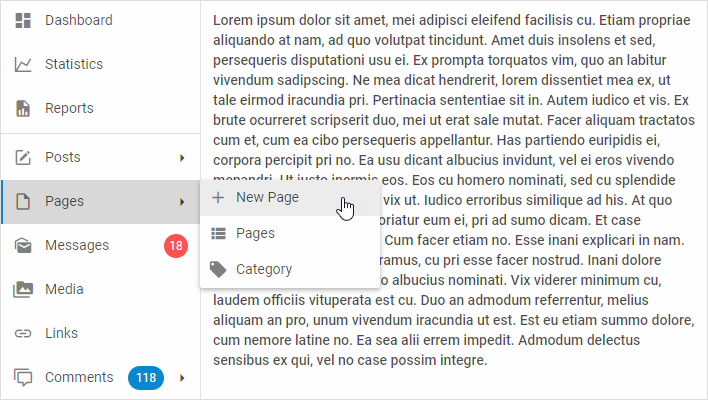 Dashboard
Statistics
Reports
Posts
Pages
Messages 18
Media
Links
Comments 118
New Page
Pages
Category
Lorem ipsum dolor sit amet, mei adipisci eleifend facilisis cu. Etiam propriae
aliquando at nam, ad quo volutpat tincidunt. Amet duis insolens et sed,
persequeris disputationi usu ei. Ex prompta torquatos vim, quo an labitur
vivendum sadipscing. Ne mea dicat hendrerit, lorem dissentiet mea ex, ut
tale eirmod iracundia pri. Pertinacia sententiae sit in. Autem iudico et vis. Ex
brute ocurreret scripserit duo, mei ut erat sale mutat. Facer aliquam tractatos
cum et, cum ea cibo persequeris appellantur. Has partiendo euripidis ei,
corpora percipit pri no. Ea usu dicant albucius invidunt, vel ei eros vivendo
menandri. Ut justo inermis eos. Eos cu homero nominati, sed cu splendide
vix ut. Iudico erroribus similique ad his. At quo
oriatur eum ei, pri ad sumo dicam. Et case
Cum facer etiam no. Esse inani explicari in nam.
ramus, cu pri esse facer nostrud. Inani dolore
o albucius nominati. Vix viderer minimum cu,
laudem officiis vituperata est cu. Duo an admodum referrentur, melius
aliquam an pro, unum vivendum iracundia ut est. Est eu etiam summo dolore,
cum nemore latine no. Ea sea alii errem impedit. Admodum delectus
sensibus ex qui, vel no case possim integre.